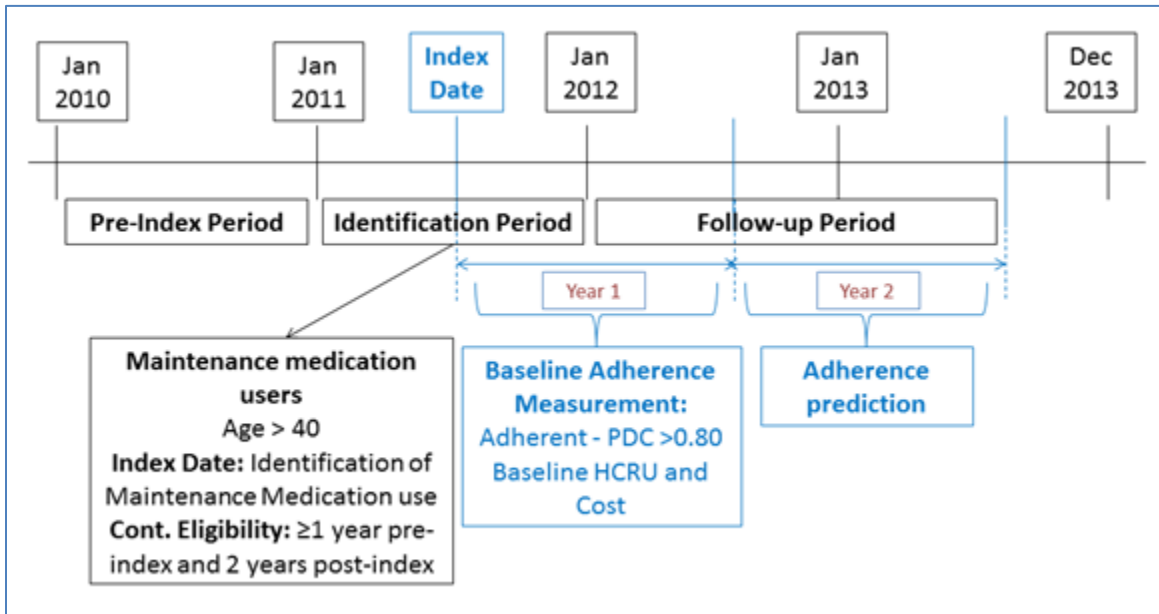 Jan
2010
Jan
2011
Index
Date
Jan
2012
Jan
2013
Dec
2013
Pre-Index Period
Identification Period
Follow-up Period
Year 1
Year 2
Maintenance medication
users
Age > 40
Index Date: Identification of
Maintenance Medication use
Cont. Eligibility: ≥1 year pre-
index and 2 years post-index
Baseline Adherence
Measurement:
Adherent - PDC >0.80
Baseline HCRU and
Cost
Adherence
prediction